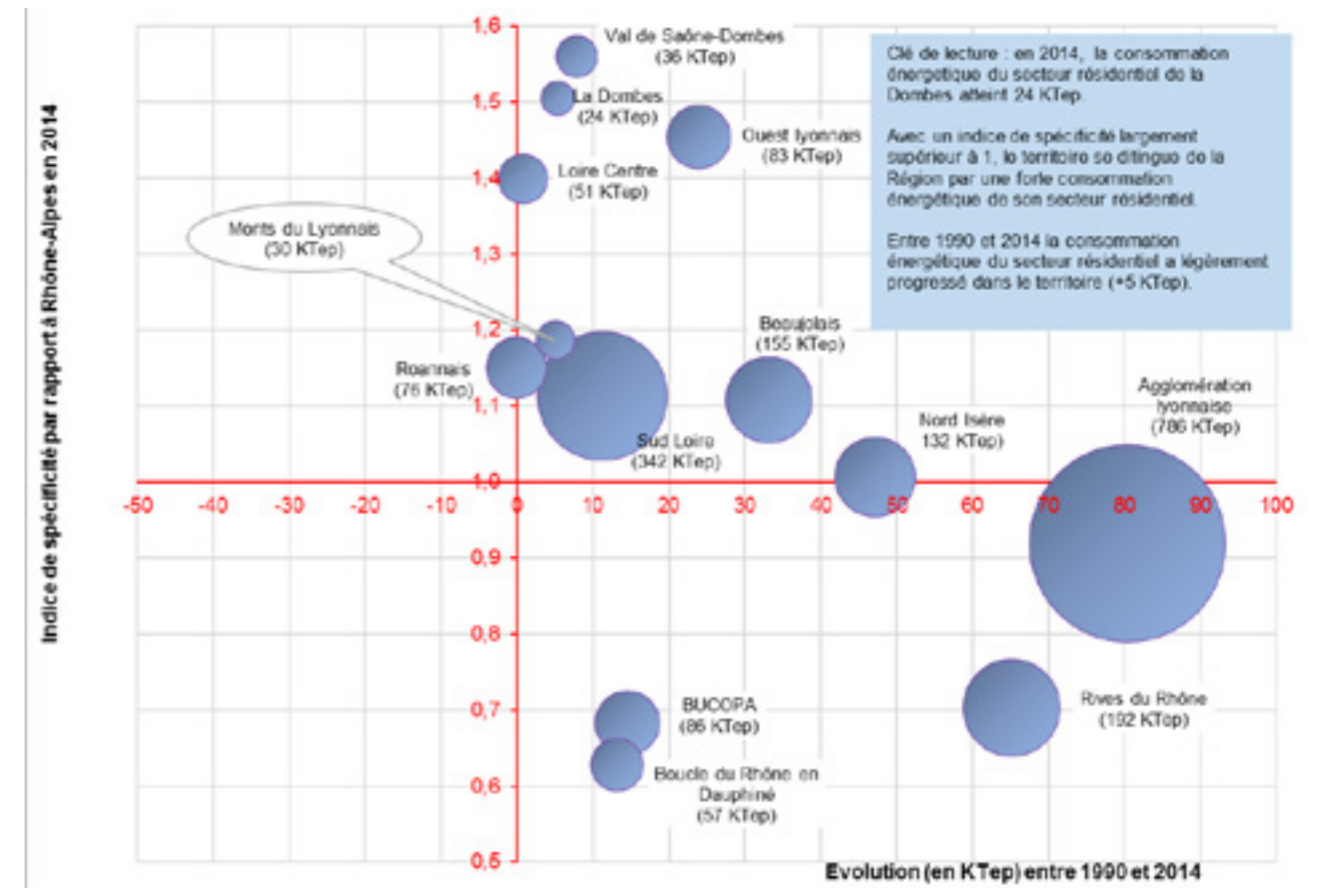 Indice de spécificité par rapport à Rhône-Alpes en 2014
1,6
1,5
1,4
1,3
1,2
1,1
1,0
0,9
0,8
0,7
0,6
0,5
-50 -40 -30 -20 -10 0 10 20 30 40 50 60 70 80 90 100
Val de Saône-Dombes
(36 KTep)
La Dombes
(24 KTep)
Ouest lyonnais
(83 KTep)
Loire Centre
(51 KTep)
Monts du Lyonnais
(30 KTep)
Roannais
(76 KTep)
Sud Loire
(342 KTep)
Beaujolais
(155 KTep)
Nord Isère
132 KTep)
Agglomération
lyonnaise
(786 KTep)
Rives du Rhône
(192 KTep)
BUCOPA
(86 KTep)
Boucle du Rhône en
Dauphiné
(57 KTep)
Clé de lecture : en 2014, la consommation
énergétique du secteur résidentiel de la
Dombes atteint 24 KTep.
Avec un indice de spécificité largement
supérieur à 1, le territoire se ditingue de la
Région par une forte consommation
énergétique de son secteur résidentiel.
Entre 1990 et 2014 la consommation
énergétique du secteur résidentiel a légèrement
progressé dans le territoire (+5 KTep).
Evolution (en KTep) entre 1990 et 2014